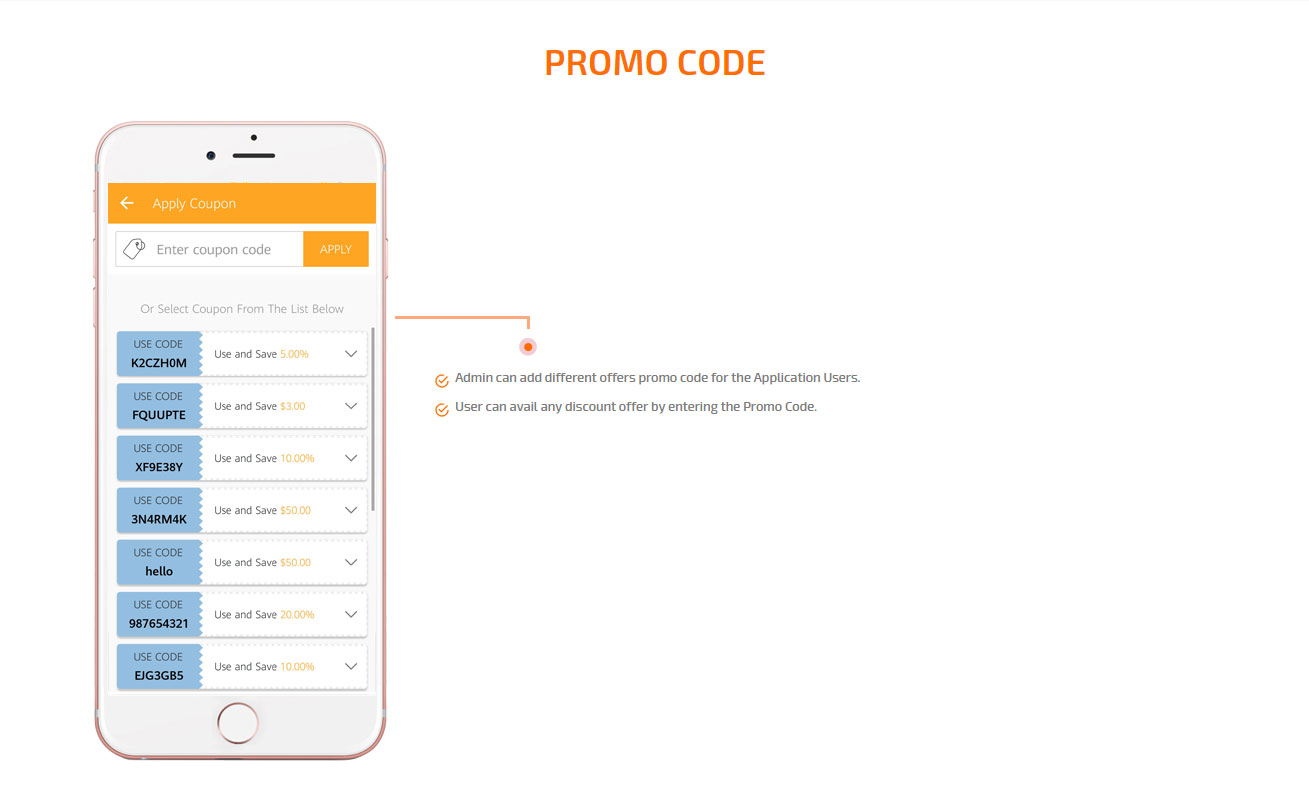 PROMO CODE
Apply Coupon
Enter coupon code
APPLY
Or Select Coupon From The List Below
USE CODE
K2CZH0M
Use and Save 5.00%
USE CODE
FQUUPTE
Use and Save $3.00
USE CODE
XF9E38Y
Use and Save 10.00%
USE CODE
3N4RM4K
Use and Save $50.00
USE CODE
hello
Use and Save $50.00
USE CODE
987654321
Use and Save 20.00%
USE CODE
EJG3GB5
Use and Save 10.00%
Admin can add different offers promo code for the Application Users.
User can avail any discount offer by entering the Promo Code.